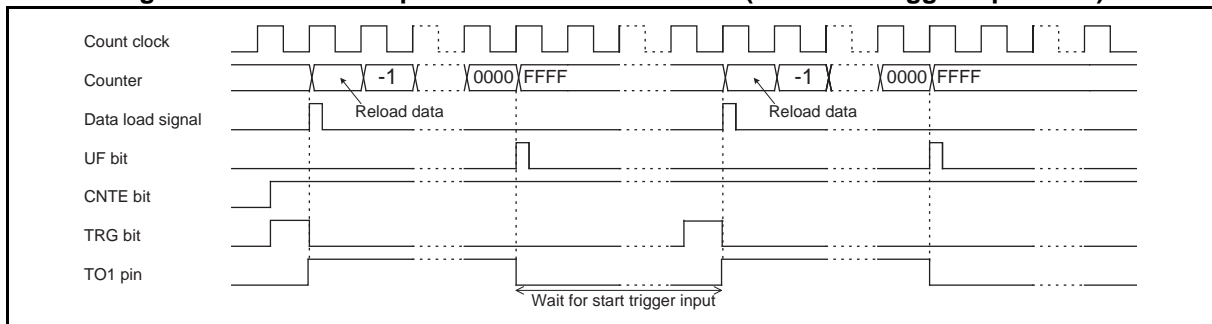 Count clock
Counter
-1
0000
FFFF
-1
0000
FFFF
Reload data
Reload data
Data load signal
UF bit
CNTE bit
TRG bit
TO1 pin
Wait for start trigger input